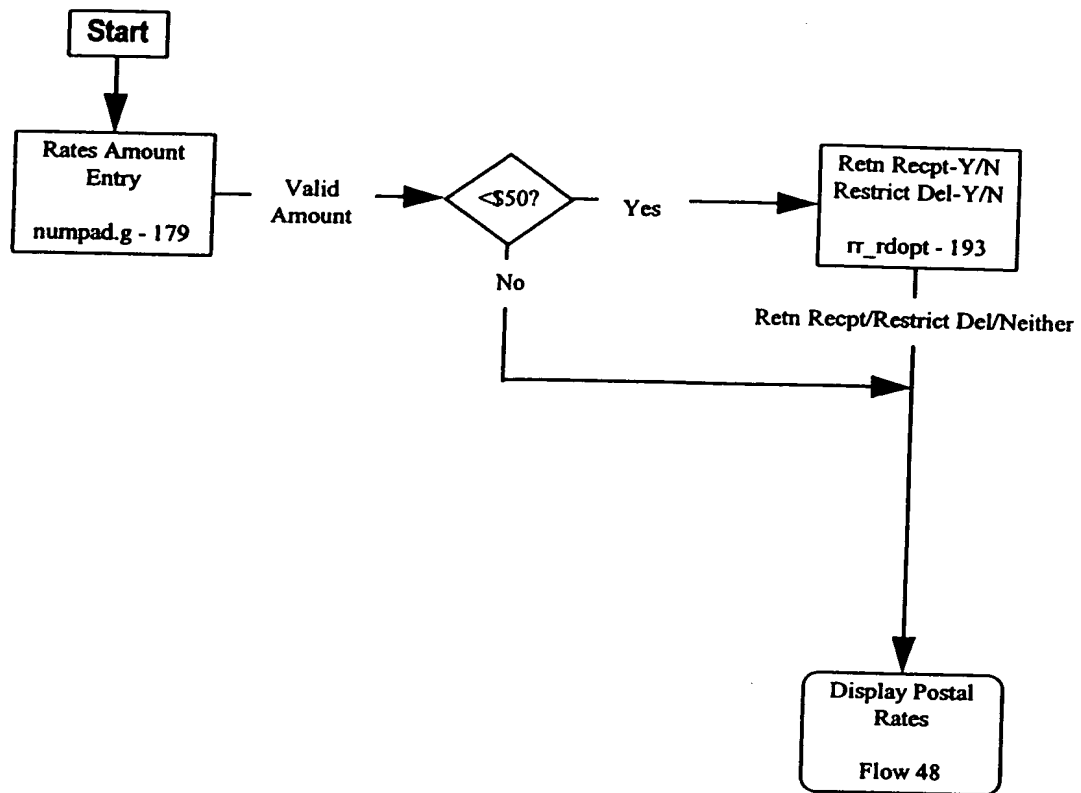 Start
Rates Amount
Entry
numpad.g - 179
Valid
Amount
<$50?
Yes
No
Retn Recpt-Y/N
Restrict Del-Y/N
rr_rdopt - 193
Retn Recpt/Restrict Del/Neither
Display Postal
Rates
Flow 48